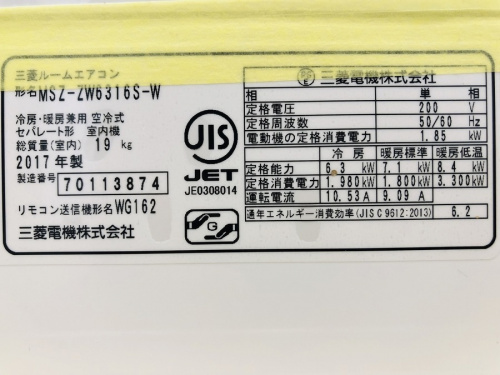 三菱ルームエアコン
形名 MSZ-ZW6316S-W
冷房・暖房兼用 空冷式
セパレート形 室内機
総質量(室内) 19 kg
2017年製
製造番号 70113874
リモコン送信機形名 WG162
三菱電機株式会社
JIS
JET
JE0308014
G
PS
E
三菱電機株式会社
相 単 相
定格電圧 200 V
定格周波数 50/60 Hz
電動機の定格消費電力 1.85 kW
冷 房 暖房標準 暖房低温
定格能力 6.3 kW 7.1 kW 8.4 kW
定格消費電力 1.980 kW 1.800 kW 3.300 kW
運転電流 10.53 A 9.09 A
通年エネルギー消費効率(JIS C 9612:2013) 6.2